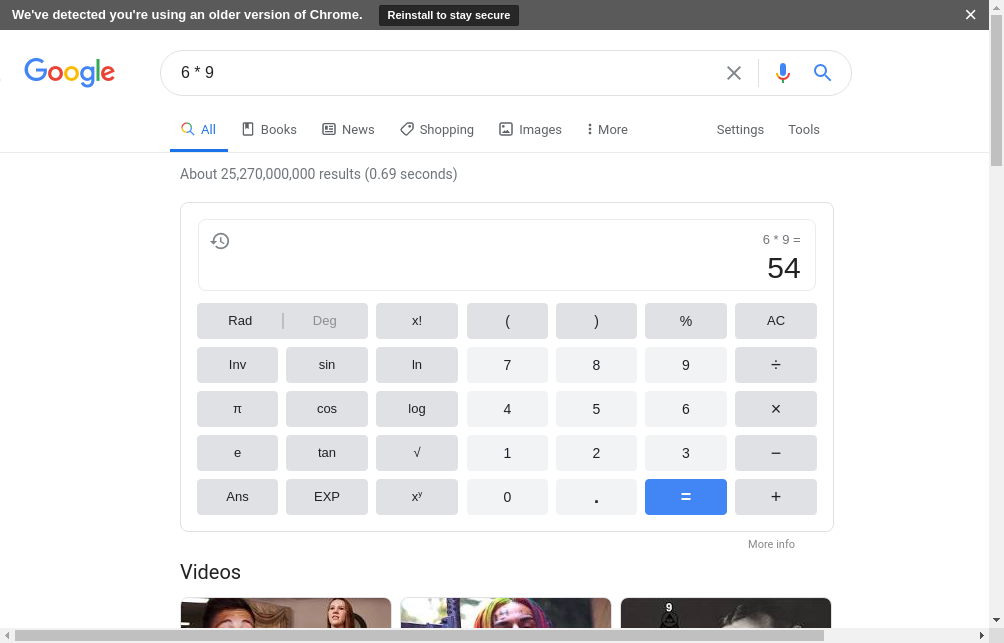 We've detected you're using an older version of Chrome. Reinstall to stay secure
Google
6 * 9
All Books News Shopping Images More Settings Tools
About 25,270,000,000 results (0.69 seconds)
6 * 9 =
54
Rad Deg x! ( ) % AC
Inv sin ln 7 8 9 ÷
π cos log 4 5 6 ×
e tan √ 1 2 3 −
Ans EXP xʸ 0 . = +
More info
Videos
9